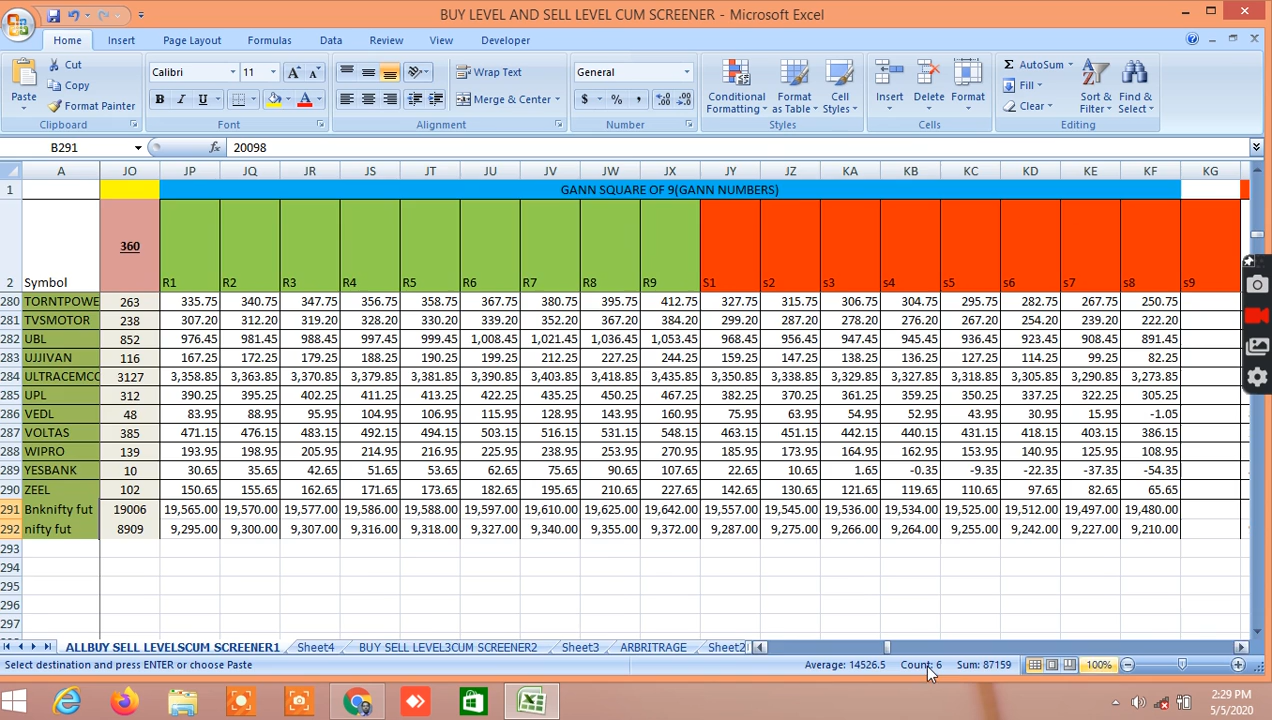 BUY LEVEL AND SELL LEVEL CUM SCREENER - Microsoft Excel
Home Insert Page Layout Formulas Data Review View Developer
Paste Cut Copy Format Painter Calibri 11 Wrap Text Merge & Center General Conditional Formatting Format as Table Cell Styles Insert Delete Format AutoSum Fill Clear Sort & Filter Find & Select
Clipboard Font Alignment Number Styles Cells Editing
B291 fx 20098
A JO JP JQ JR JS JT JU JV JW JX JY JZ KA KB KC KD KE KF KG
1 GANN SQUARE OF 9(GANN NUMBERS)
360
2 Symbol R1 R2 R3 R4 R5 R6 R7 R8 R9 S1 s2 s3 s4 s5 s6 s7 s8 s9
280 TORNTPOWE 263 335.75 340.75 347.75 356.75 358.75 367.75 380.75 395.75 412.75 327.75 315.75 306.75 304.75 295.75 282.75 267.75 250.75
281 TVSMOTOR 238 307.20 312.20 319.20 328.20 330.20 339.20 352.20 367.20 384.20 299.20 287.20 278.20 276.20 267.20 254.20 239.20 222.20
282 UBL 852 976.45 981.45 988.45 997.45 999.45 1,008.45 1,021.45 1,036.45 1,053.45 968.45 956.45 947.45 945.45 936.45 923.45 908.45 891.45
283 UJJIVAN 116 167.25 172.25 179.25 188.25 190.25 199.25 212.25 227.25 244.25 159.25 147.25 138.25 136.25 127.25 114.25 99.25 82.25
284 ULTRACEMCO 3127 3,358.85 3,363.85 3,370.85 3,379.85 3,381.85 3,390.85 3,403.85 3,418.85 3,435.85 3,350.85 3,338.85 3,329.85 3,327.85 3,318.85 3,305.85 3,290.85 3,273.85
285 UPL 312 390.25 395.25 402.25 411.25 413.25 422.25 435.25 450.25 467.25 382.25 370.25 361.25 359.25 350.25 337.25 322.25 305.25
286 VEDL 48 83.95 88.95 95.95 104.95 106.95 115.95 128.95 143.95 160.95 75.95 63.95 54.95 52.95 43.95 30.95 15.95 -1.05
287 VOLTAS 385 471.15 476.15 483.15 492.15 494.15 503.15 516.15 531.15 548.15 463.15 451.15 442.15 440.15 431.15 418.15 403.15 386.15
288 WIPRO 139 193.95 198.95 205.95 214.95 216.95 225.95 238.95 253.95 270.95 185.95 173.95 164.95 162.95 153.95 140.95 125.95 108.95
289 YESBANK 10 30.65 35.65 42.65 51.65 53.65 62.65 75.65 90.65 107.65 22.65 10.65 1.65 -0.35 -9.35 -22.35 -37.35 -54.35
290 ZEEL 102 150.65 155.65 162.65 171.65 173.65 182.65 195.65 210.65 227.65 142.65 130.65 121.65 119.65 110.65 97.65 82.65 65.65
291 Bnknifty fut 19006 19,565.00 19,570.00 19,577.00 19,586.00 19,588.00 19,597.00 19,610.00 19,625.00 19,642.00 19,557.00 19,545.00 19,536.00 19,534.00 19,525.00 19,512.00 19,497.00 19,480.00
292 nifty fut 8909 9,295.00 9,300.00 9,307.00 9,316.00 9,318.00 9,327.00 9,340.00 9,355.00 9,372.00 9,287.00 9,275.00 9,266.00 9,264.00 9,255.00 9,242.00 9,227.00 9,210.00
293
294
295
296
297
ALLBUY SELL LEVELSCUM SCREENER1 Sheet4 BUY SELL LEVEL3CUM SCREENER2 Sheet3 ARBRITRAGE Sheet2
Select destination and press ENTER or choose Paste Average: 14526.5 Count: 6 Sum: 87159 100%
2:29 PM
5/5/2020